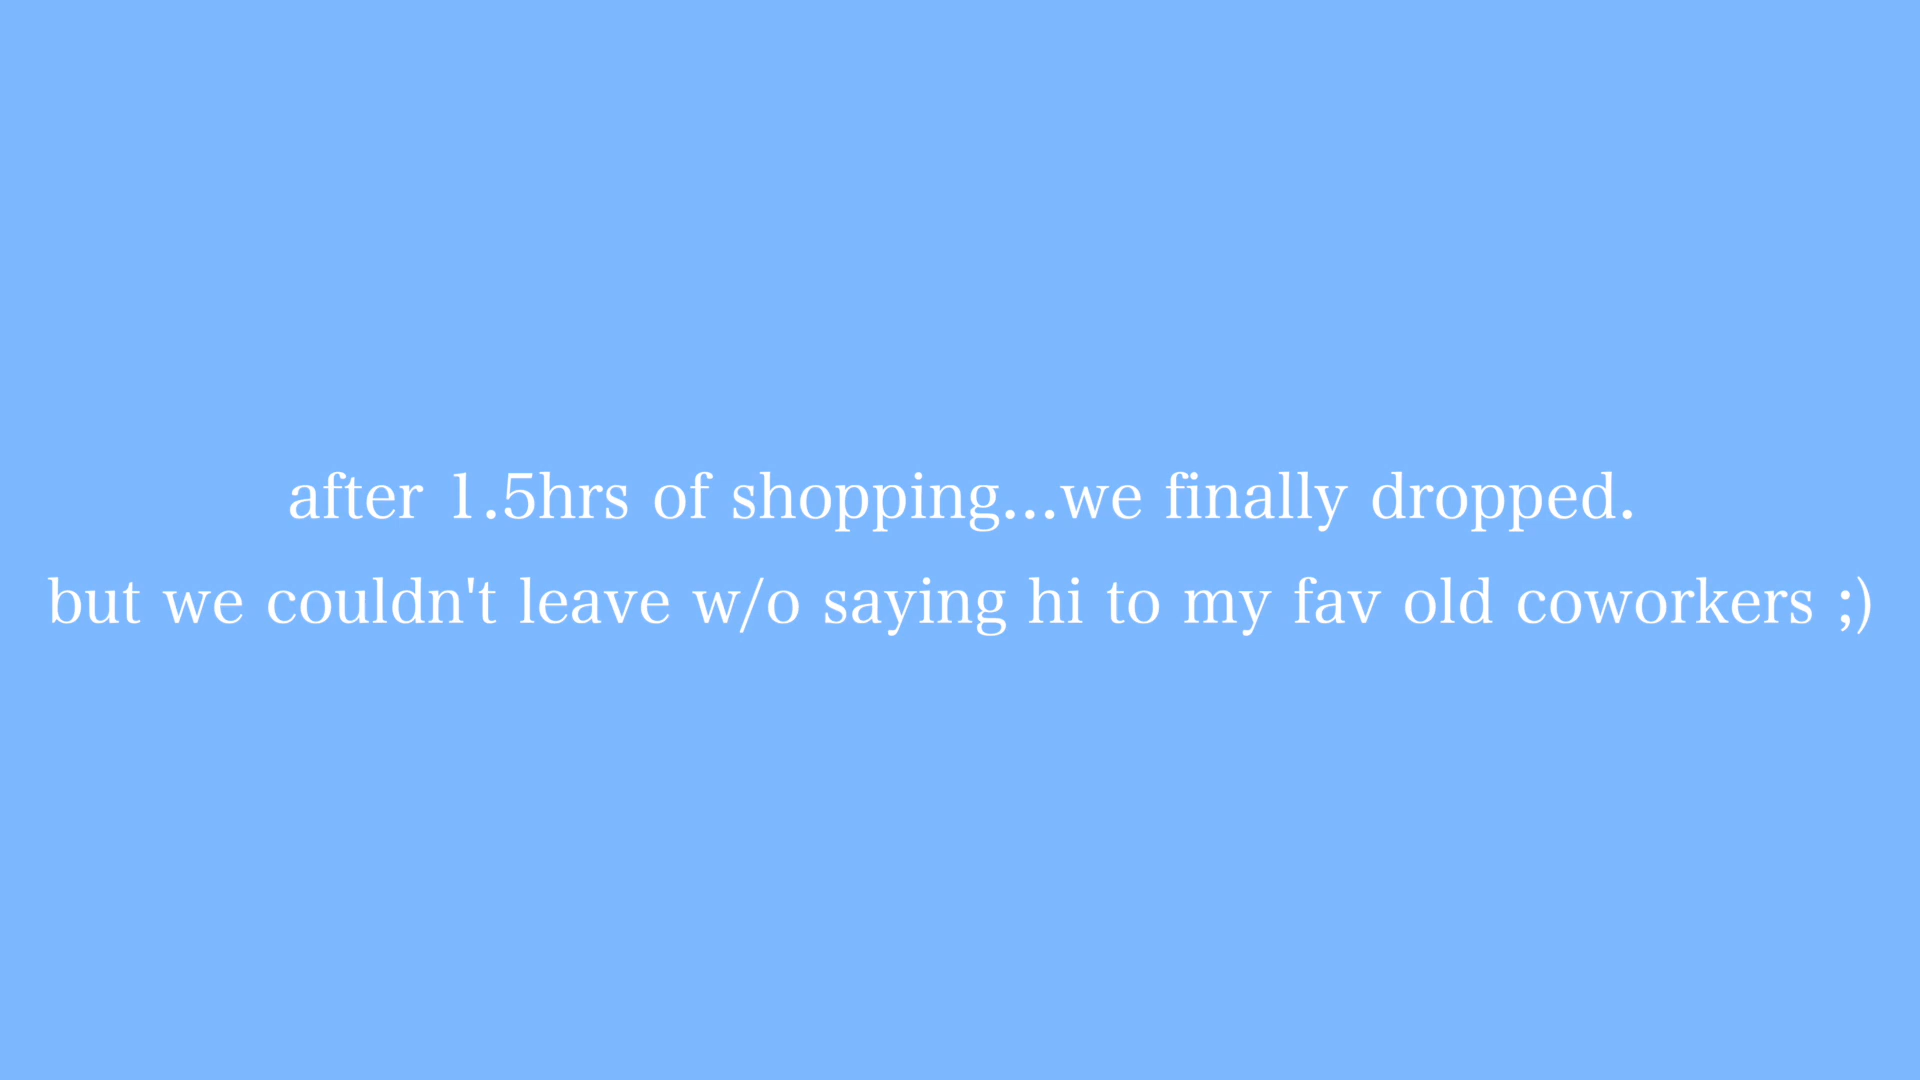 after 1.5hrs of shopping...we finally dropped.
but we couldn't leave w/o saying hi to my fav old coworkers ;)